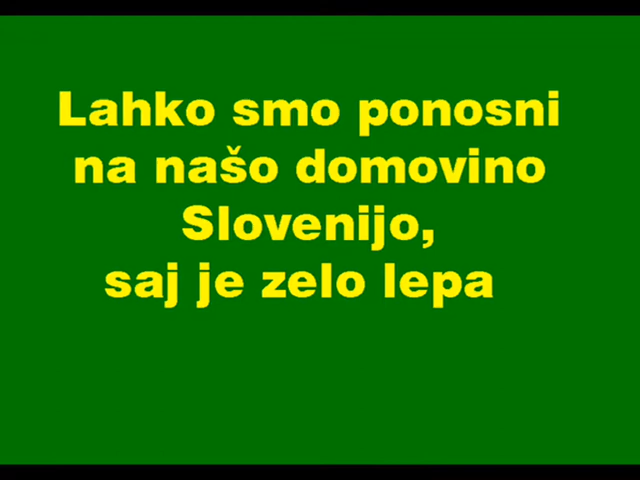 Lahko smo ponosni
na našo domovino
Slovenijo,
saj je zelo lepa